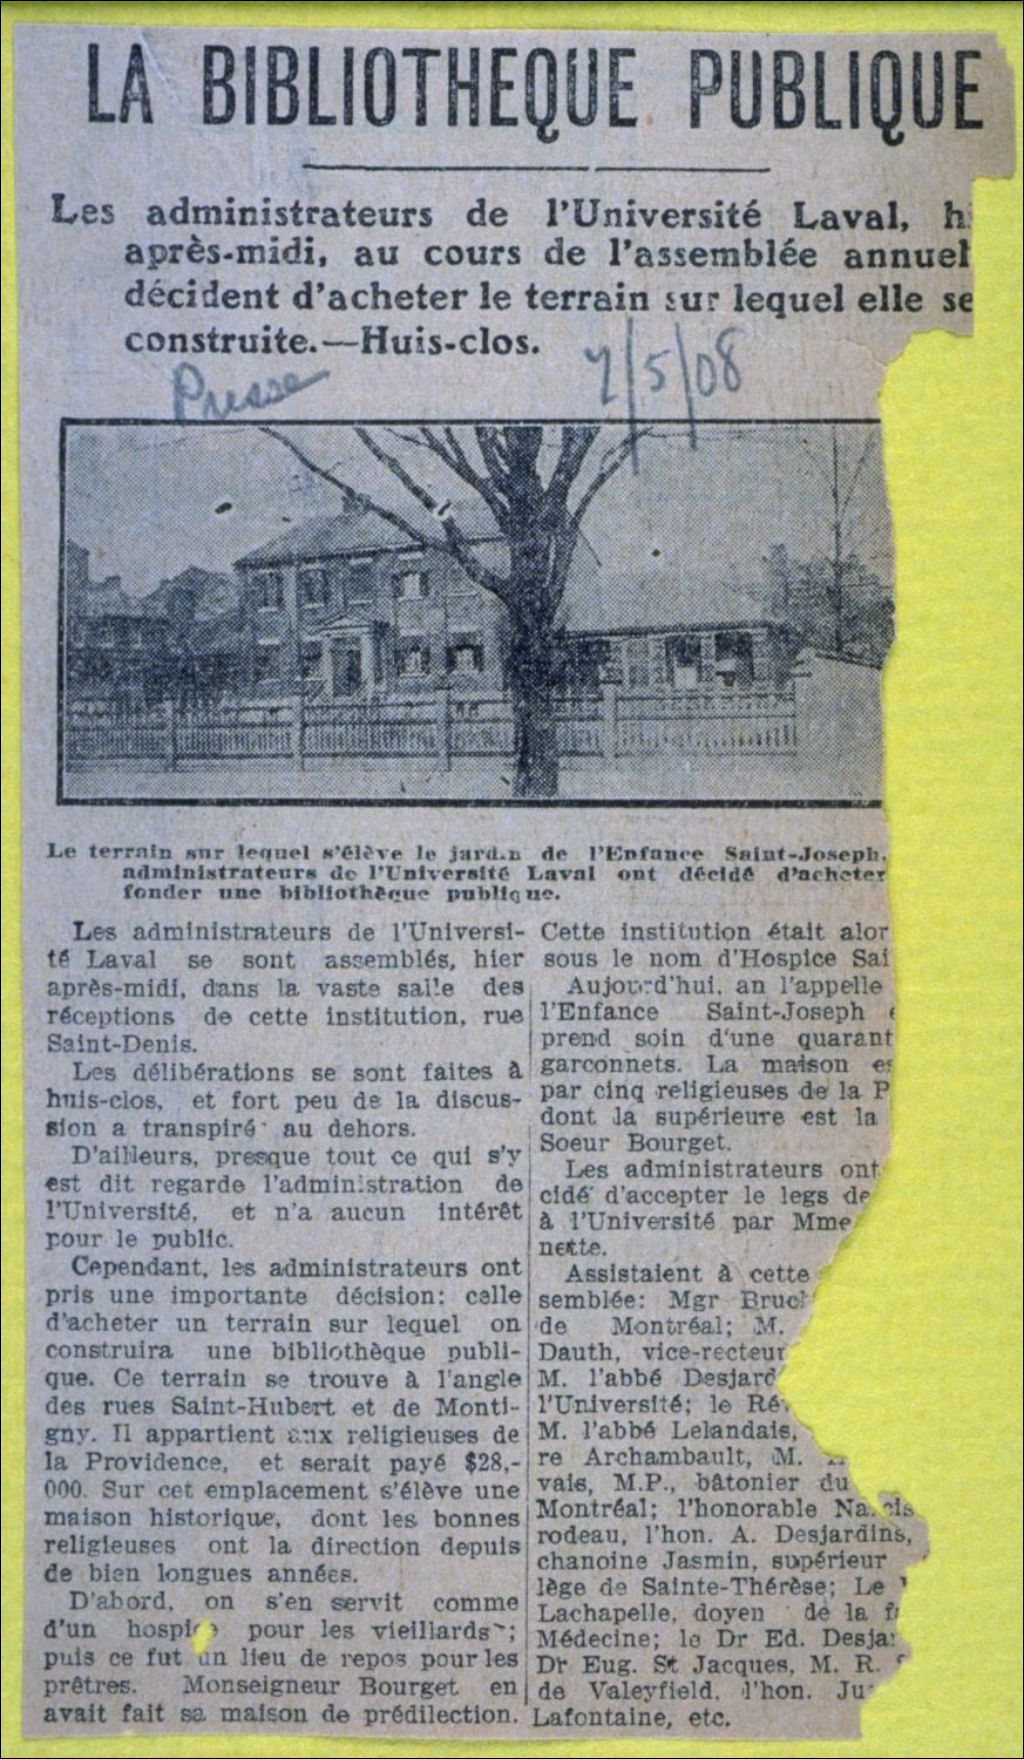 LA BIBLIOTHEQUE PUBLIQUE
Les administrateurs de l'Université Laval,
après-midi, au cours de l'assemblée annuel
décident d'acheter le terrain sur lequel elle se
construite.—Huis-clos.
Presse 7/5/08
Le terrain sur lequel s'élève le jardin de l'Enfance Saint-Joseph,
administrateurs de l'Université Laval ont décidé d'acheter
fonder une bibliothèque publique.
Les administrateurs de l'Universi-
té Laval se sont assemblés, hier
après-midi, dans la vaste salle des
réceptions de cette institution, rue
Saint-Denis.
Les délibérations se sont faites à
huis-clos, et fort peu de la discus-
sion a transpiré au dehors.
D'ailleurs, presque tout ce qui s'y
est dit regarde l'administration de
l'Université, et n'a aucun intérêt
pour le public.
Cependant, les administrateurs ont
pris une importante décision: celle
d'acheter un terrain sur lequel on
construira une bibliothèque publi-
que. Ce terrain se trouve à l'angle
des rues Saint-Hubert et de Monti-
gny. Il appartient aux religieuses de
la Providence, et serait payé $28,-
000. Sur cet emplacement s'élève une
maison historique, dont les bonnes
religieuses ont la direction depuis
de bien longues années.
D'abord, on s'en servit comme
d'un hospice pour les vieillards;
puis ce fut un lieu de repos pour les
prêtres. Monseigneur Bourget en
avait fait sa maison de prédilection.
Cette institution était alor
sous le nom d'Hospice Sai
Aujourd'hui, an l'appelle
l'Enfance Saint-Joseph
prend soin d'une quarant
garconnets. La maison es
par cinq religieuses de la P
dont la supérieure est la
Soeur Bourget.
Les administrateurs ont
cidé d'accepter le legs de
à l'Université par Mme
nette.
Assistaient à cette
semblée: Mgr Bruch
de Montréal; M.
Dauth, vice-recteur
M. l'abbé Desjard
l'Université; le Rév
M. l'abbé Lelandais,
re Archambault, M.
vais, M.P., bâtonier du
Montréal; l'honorable
rodeau, l'hon. A. Desjardins,
chanoine Jasmin, supérieur
lège de Sainte-Thérèse; Le
Lachapelle, doyen de la
Médecine; le Dr Ed. Desja
Dr Eug. St Jacques, M. R.
de Valeyfield, l'hon. Ju
Lafontaine, etc.